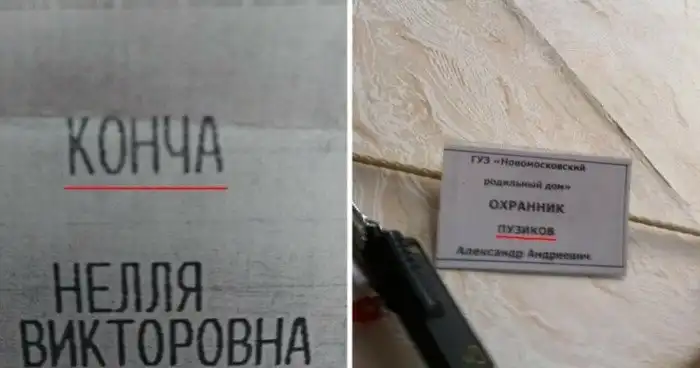 КОНЧА
НЕЛЛЯ
ВИКТОРОВНА
ГУЗ «Новомосковский
родильный дом»
ОХРАННИК
ПУЗИКОВ
Александр Андреевич